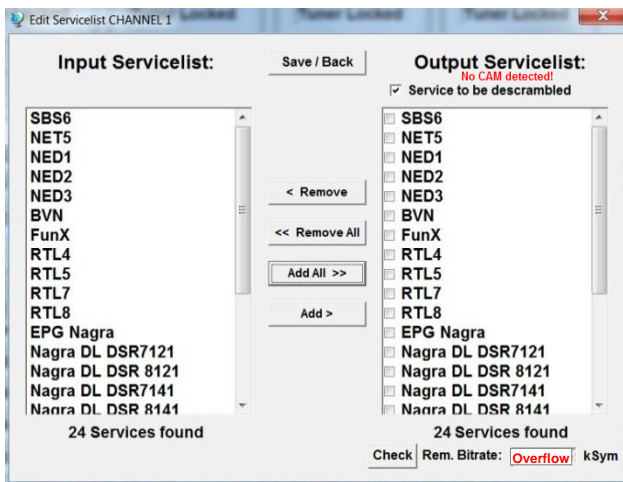 Edit Servicelist CHANNEL 1
Tuner Locked
Tuner Locked
Input Servicelist:
Save / Back
Output Servicelist:
No CAM detected!
Service to be descrambled
SBS6
NET5
NED1
NED2
NED3
BVN
FunX
RTL4
RTL5
RTL7
RTL8
EPG Nagra
Nagra DL DSR7121
Nagra DL DSR 8121
Nagra DL DSR7141
Nagra DL DSR 8141
24 Services found
< Remove
<< Remove All
Add All >>
Add >
SBS6
NET5
NED1
NED2
NED3
BVN
FunX
RTL4
RTL5
RTL7
RTL8
EPG Nagra
Nagra DL DSR7121
Nagra DL DSR 8121
Nagra DL DSR7141
Nagra DL DSR 8141
24 Services found
Check Rem. Bitrate: Overflow kSym